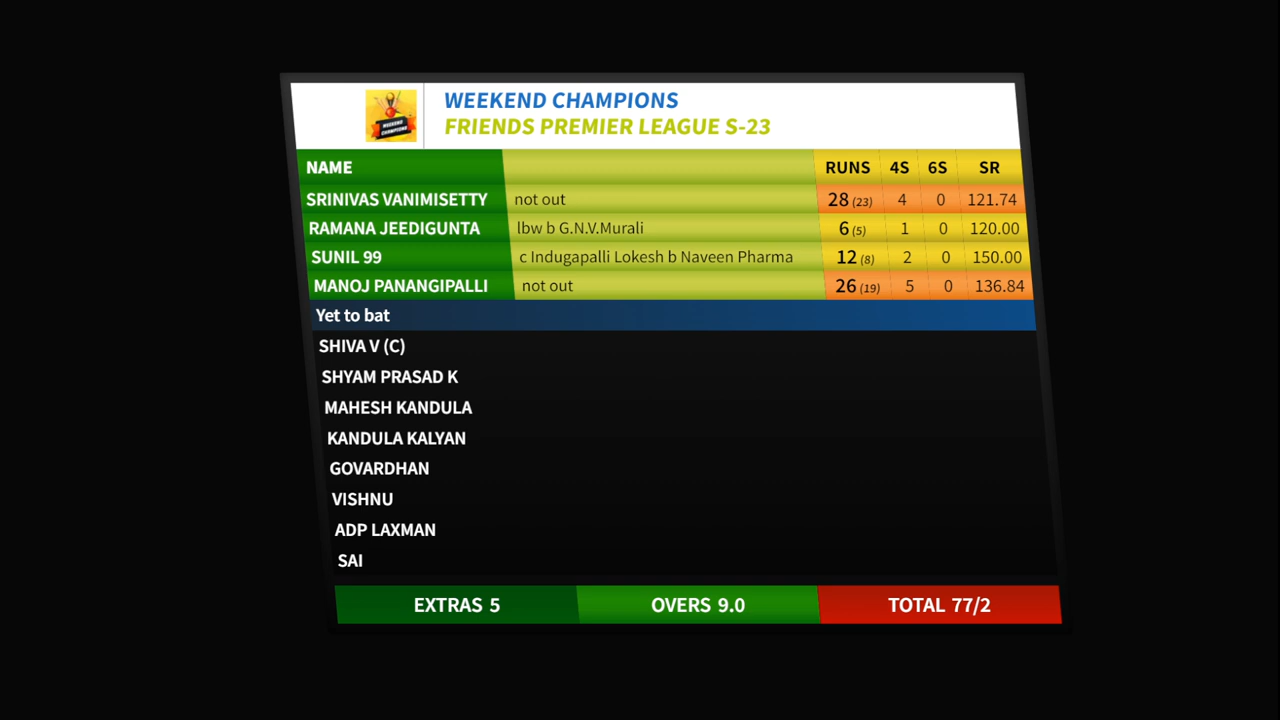 WEEKEND CHAMPIONS
WEEKEND CHAMPIONS
FRIENDS PREMIER LEAGUE S-23
NAME RUNS 4S 6S SR
SRINIVAS VANIMISETTY not out 28 (23) 4 0 121.74
RAMANA JEEDIGUNTA lbw b G.N.V.Murali 6 (5) 1 0 120.00
SUNIL 99 c Indugapalli Lokesh b Naveen Pharma 12 (8) 2 0 150.00
MANOJ PANANGIPALLI not out 26 (19) 5 0 136.84
Yet to bat
SHIVA V (C)
SHYAM PRASAD K
MAHESH KANDULA
KANDULA KALYAN
GOVARDHAN
VISHNU
ADP LAXMAN
SAI
EXTRAS 5 OVERS 9.0 TOTAL 77/2